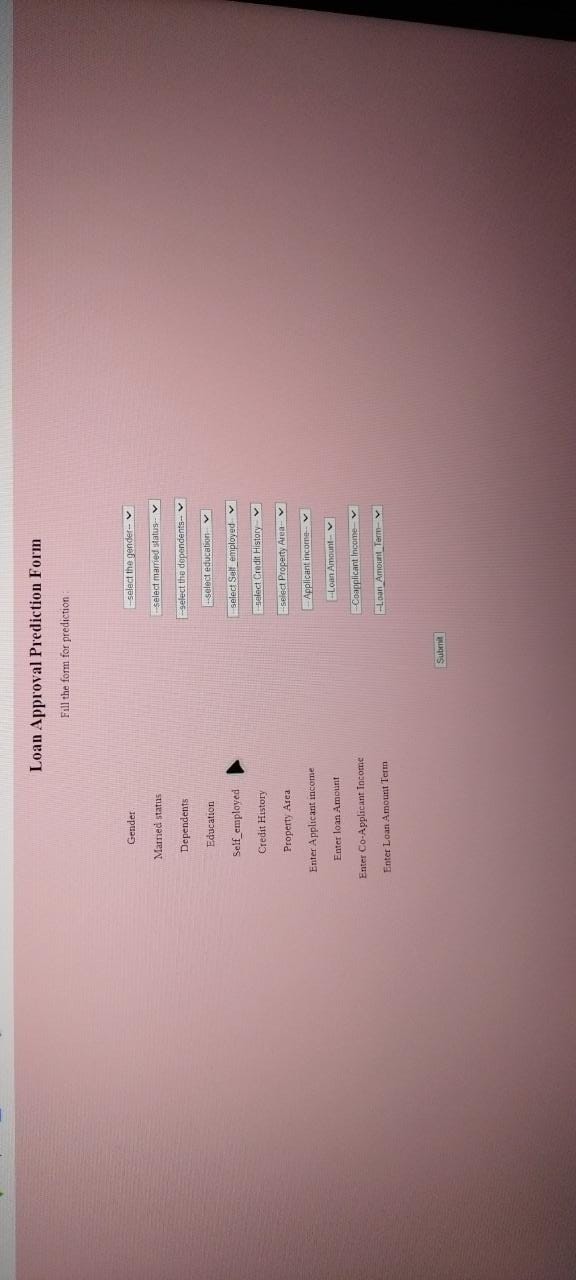 Loan Approval Prediction Form
Fill the form for prediction
Gender --select the gender--
Married status --select married status--
Dependents --select the dependents--
Education --select education--
Self_employed --select Self_employed--
Credit History --select Credit History--
Property Area --select Property Area--
Enter Applicant income --Applicant income--
Enter loan Amount --Loan Amount--
Enter Co-Applicant Income --Coapplicant Income--
Enter Loan Amount Term --Loan_Amount_Term--
Submit